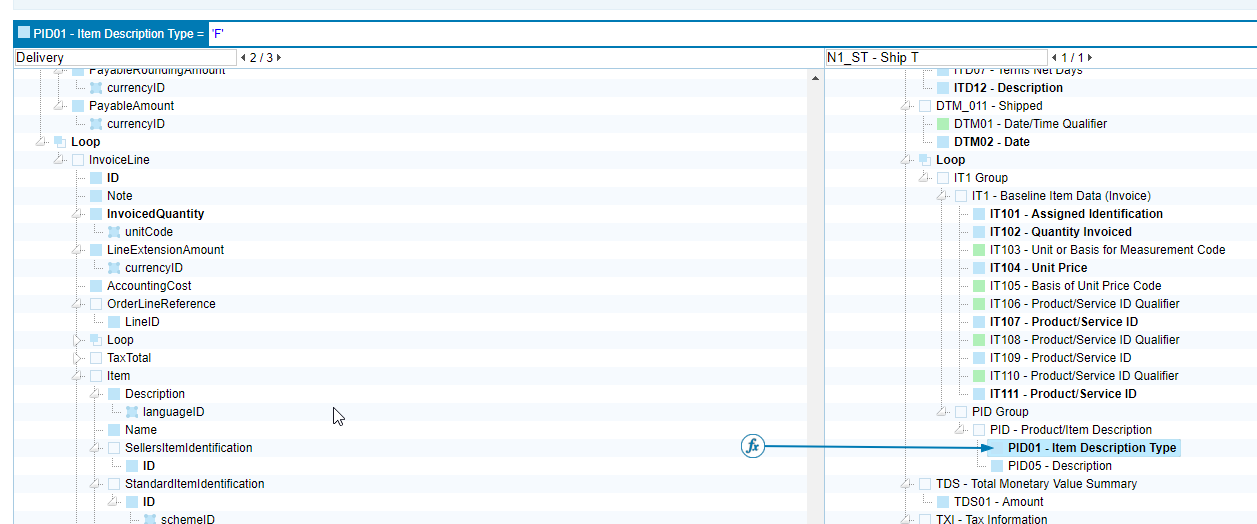 PID01 - Item Description Type = 'F'
Delivery
2 / 3
PayableRoundingAmount
currencyID
PayableAmount
currencyID
Loop
InvoiceLine
ID
Note
InvoicedQuantity
unitCode
LineExtensionAmount
currencyID
AccountingCost
OrderLineReference
LineID
Loop
TaxTotal
Item
Description
languageID
Name
SellersItemIdentification
ID
StandardItemIdentification
ID
schemeID
fx
N1_ST - Ship T
1 / 1
ITD07 - Terms Net Days
ITD12 - Description
DTM_011 - Shipped
DTM01 - Date/Time Qualifier
DTM02 - Date
Loop
IT1 Group
IT1 - Baseline Item Data (Invoice)
IT101 - Assigned Identification
IT102 - Quantity Invoiced
IT103 - Unit or Basis for Measurement Code
IT104 - Unit Price
IT105 - Basis of Unit Price Code
IT106 - Product/Service ID Qualifier
IT107 - Product/Service ID
IT108 - Product/Service ID Qualifier
IT109 - Product/Service ID
IT110 - Product/Service ID Qualifier
IT111 - Product/Service ID
PID Group
PID - Product/Item Description
PID01 - Item Description Type
PID05 - Description
TDS - Total Monetary Value Summary
TDS01 - Amount
TXI - Tax Information